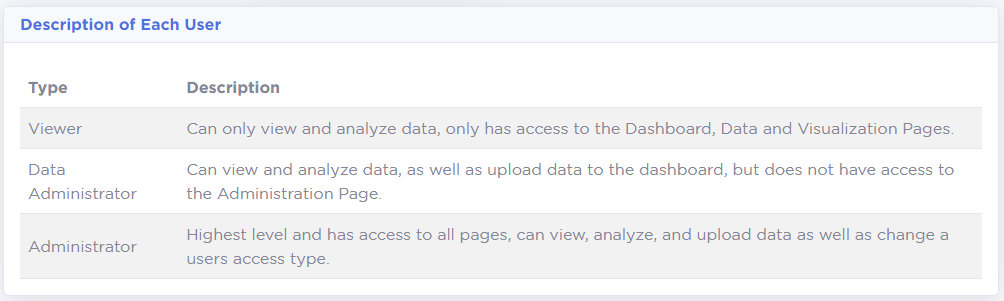 Description of Each User
Type Description
Viewer Can only view and analyze data, only has access to the Dashboard, Data and Visualization Pages.
Data Administrator Can view and analyze data, as well as upload data to the dashboard, but does not have access to
the Administration Page.
Administrator Highest level and has access to all pages, can view, analyze, and upload data as well as change a
users access type.